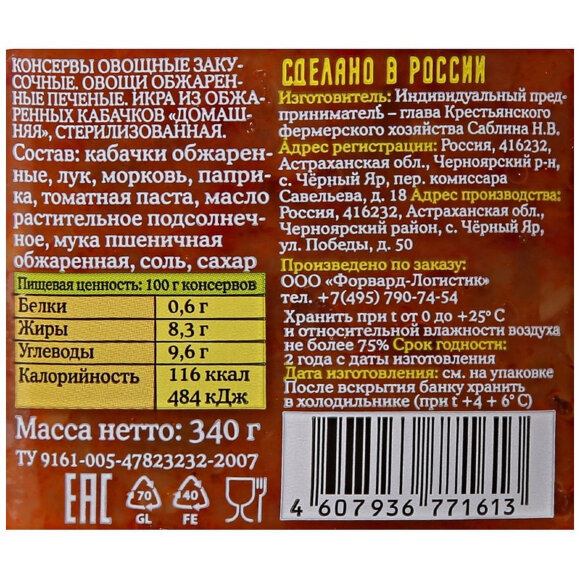 КОНСЕРВЫ ОВОЩНЫЕ ЗАКУ-
СОЧНЫЕ. ОВОЩИ ОБЖАРЕН-
НЫЕ ПЕЧЕНЫЕ. ИКРА ИЗ ОБЖА-
РЕННЫХ КАБАЧКОВ «ДОМАШ-
НЯЯ», СТЕРИЛИЗОВАННАЯ.
Состав: кабачки обжарен-
ные, лук, морковь, папри-
ка, томатная паста, масло
растительное подсолнеч-
ное, мука пшеничная
обжаренная, соль, сахар
Пищевая ценность: 100 г консервов
Белки 0,6 г
Жиры 8,3 г
Углеводы 9,6 г
Калорийность 116 ккал
484 кДж
Масса нетто: 340 г
ТУ 9161-005-47823232-2007
EAC
70
GL
40
FE
СДЕЛАНО В РОССИИ
Изготовитель: Индивидуальный пред-
приниматель – глава Крестьянского
фермерского хозяйства Саблина Н.В.
Адрес регистрации: Россия, 416232,
Астраханская обл., Черноярский р-н,
с. Чёрный Яр, пер. комиссара
Савельева, д. 18 Адрес производства:
Россия, 416232, Астраханская обл.,
Черноярский район, с. Чёрный Яр,
ул. Победы, д. 50
Произведено по заказу:
ООО «Форвард-Логистик»
тел. +7(495) 790-74-54
Хранить при t от 0 до +25°С
и относительной влажности воздуха
не более 75% Срок годности:
2 года с даты изготовления
Дата изготовления: см. на упаковке
После вскрытия банку хранить
в холодильнике (при t +4 + 6°С)
4 607936 771613